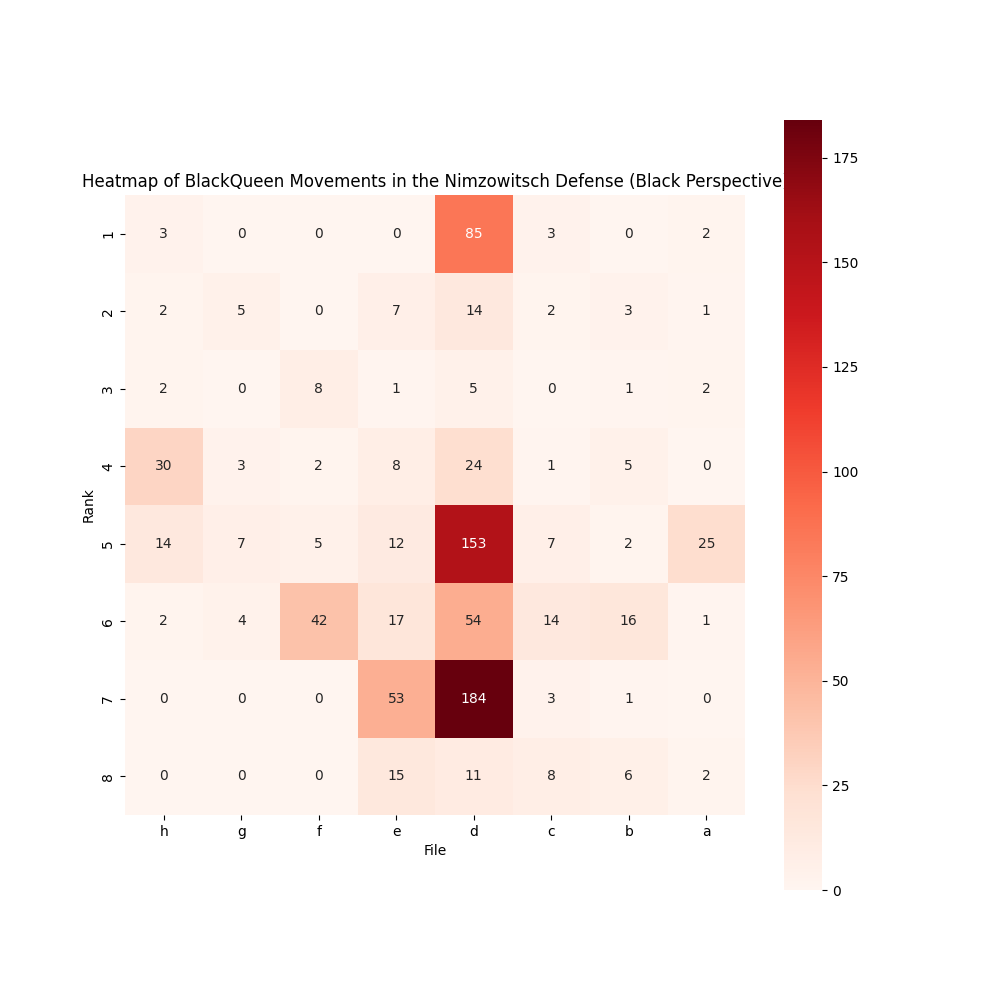 Heatmap of BlackQueen Movements in the Nimzowitsch Defense (Black Perspective
175
150
125
100
75
50
25
0
Rank
1 3 0 0 0 85 3 0 2
2 2 5 0 7 14 2 3 1
3 2 0 8 1 5 0 1 2
4 30 3 2 8 24 1 5 0
5 14 7 5 12 153 7 2 25
6 2 4 42 17 54 14 16 1
7 0 0 0 53 184 3 1 0
8 0 0 0 15 11 8 6 2
h g f e d c b a
File